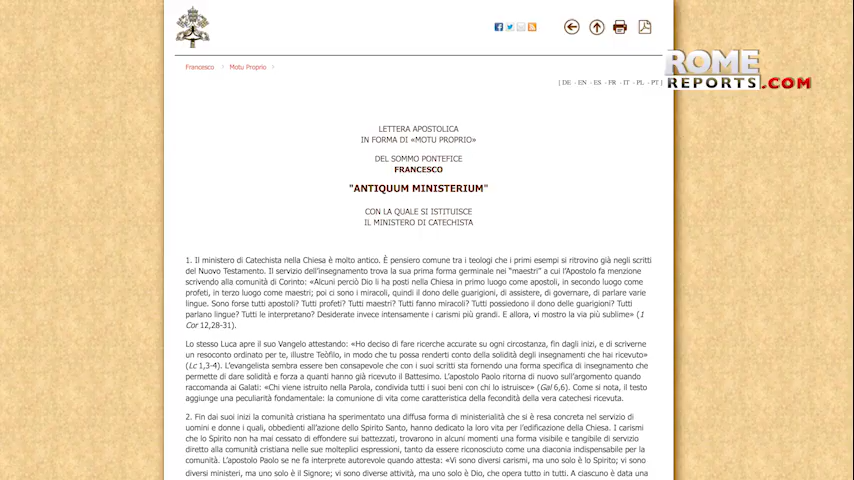 ROME
REPORTS.COM
Francesco
Motu Proprio
[ DE - EN - ES - FR - IT - PL - PT ]
LETTERA APOSTOLICA
IN FORMA DI «MOTU PROPRIO»
DEL SOMMO PONTEFICE
FRANCESCO
"ANTIQUUM MINISTERIUM"
CON LA QUALE SI ISTITUISCE
IL MINISTERO DI CATECHISTA
1. Il ministero di Catechista nella Chiesa è molto antico. È pensiero comune tra i teologi che i primi esempi si ritrovino già negli scritti
del Nuovo Testamento. Il servizio dell'insegnamento trova la sua prima forma germinale nei "maestri" a cui l'Apostolo fa menzione
scrivendo alla comunità di Corinto: «Alcuni perciò Dio li ha posti nella Chiesa in primo luogo come apostoli, in secondo luogo come
profeti, in terzo luogo come maestri; poi ci sono i miracoli, quindi il dono delle guarigioni, di assistere, di governare, di parlare varie
lingue. Sono forse tutti apostoli? Tutti profeti? Tutti maestri? Tutti fanno miracoli? Tutti possiedono il dono delle guarigioni? Tutti
parlano lingue? Tutti le interpretano? Desiderate invece intensamente i carismi più grandi. E allora, vi mostro la via più sublime» (1
Cor 12,28-31).
Lo stesso Luca apre il suo Vangelo attestando: «Ho deciso di fare ricerche accurate su ogni circostanza, fin dagli inizi, e di scriverne
un resoconto ordinato per te, illustre Teòfilo, in modo che tu possa renderti conto della solidità degli insegnamenti che hai ricevuto»
(Lc 1,3-4). L'evangelista sembra essere ben consapevole che con i suoi scritti sta fornendo una forma specifica di insegnamento che
permette di dare solidità e forza a quanti hanno già ricevuto il Battesimo. L'apostolo Paolo ritorna di nuovo sull'argomento quando
raccomanda ai Galati: «Chi viene istruito nella Parola, condivida tutti i suoi beni con chi lo istruisce» (Gal 6,6). Come si nota, il testo
aggiunge una peculiarità fondamentale: la comunione di vita come caratteristica della fecondità della vera catechesi ricevuta.
2. Fin dai suoi inizi la comunità cristiana ha sperimentato una diffusa forma di ministerialità che si è resa concreta nel servizio di
uomini e donne i quali, obbedienti all'azione dello Spirito Santo, hanno dedicato la loro vita per l'edificazione della Chiesa. I carismi
che lo Spirito non ha mai cessato di effondere sui battezzati, trovarono in alcuni momenti una forma visibile e tangibile di servizio
diretto alla comunità cristiana nelle sue molteplici espressioni, tanto da essere riconosciuto come una diaconia indispensabile per la
comunità. L'apostolo Paolo se ne fa interprete autorevole quando attesta: «Vi sono diversi carismi, ma uno solo è lo Spirito; vi sono
diversi ministeri, ma uno solo è il Signore; vi sono diverse attività, ma uno solo è Dio, che opera tutto in tutti. A ciascuno è data una